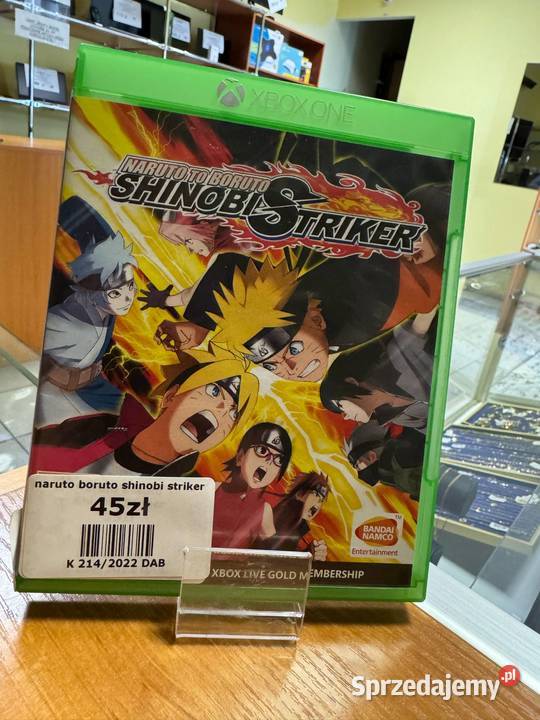 XBOX ONE
NARUTO TO BORUTO
SHINOBI STRIKER
naruto boruto shinobi striker
45zł
K 214/2022 DAB
BANDAI
NAMCO
TM
Entertainment
XBOX LIVE GOLD MEMBERSHIP
Sprzedajemy.pl